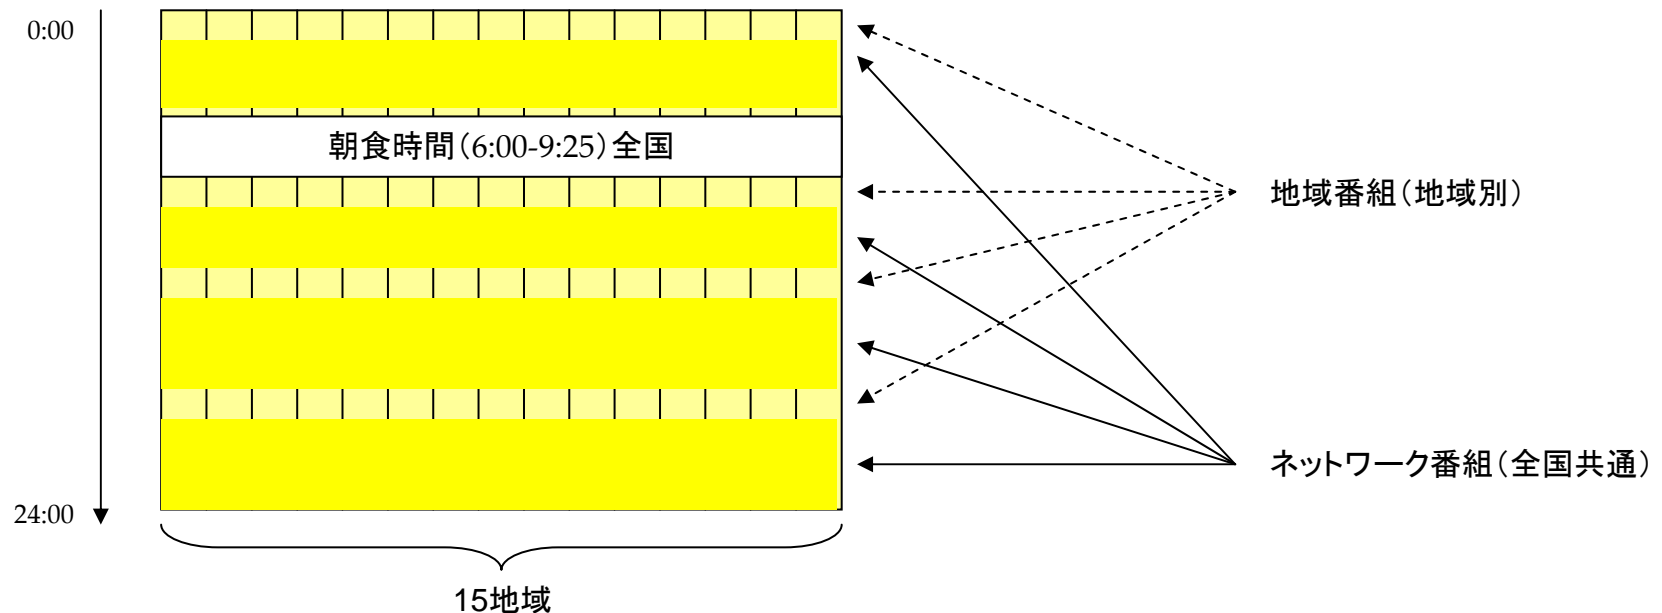 0:00
朝食時間(6:00-9:25)全国
地域番組(地域別)
ネットワーク番組(全国共通)
24:00
15地域